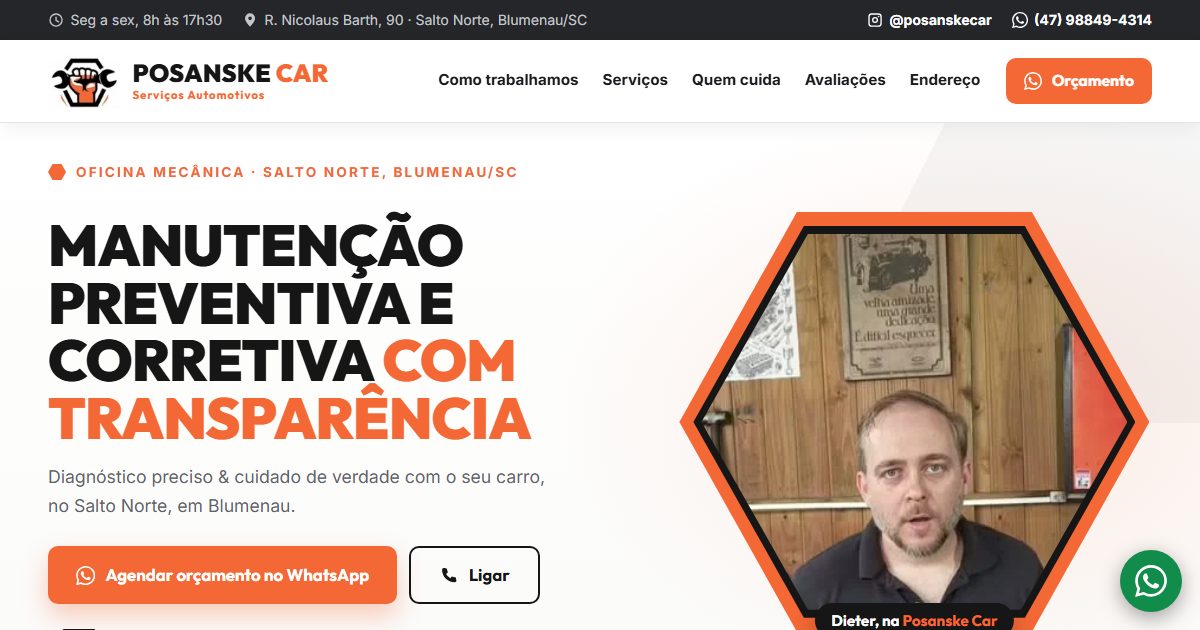 Seg a sex, 8h às 17h30
R. Nicolaus Barth, 90 · Salto Norte, Blumenau/SC
@posanskecar
(47) 98849-4314
POSANSKE CAR
Serviços Automotivos
Como trabalhamos
Serviços
Quem cuida
Avaliações
Endereço
Orçamento
OFICINA MECÂNICA · SALTO NORTE, BLUMENAU/SC
MANUTENÇÃO
PREVENTIVA E
CORRETIVA COM
TRANSPARÊNCIA
Diagnóstico preciso & cuidado de verdade com o seu carro,
no Salto Norte, em Blumenau.
Agendar orçamento no WhatsApp
Ligar
Uma
velha amizade
uma grande
dedicação
É difícil esquecer
Dieter, na Posanske Car